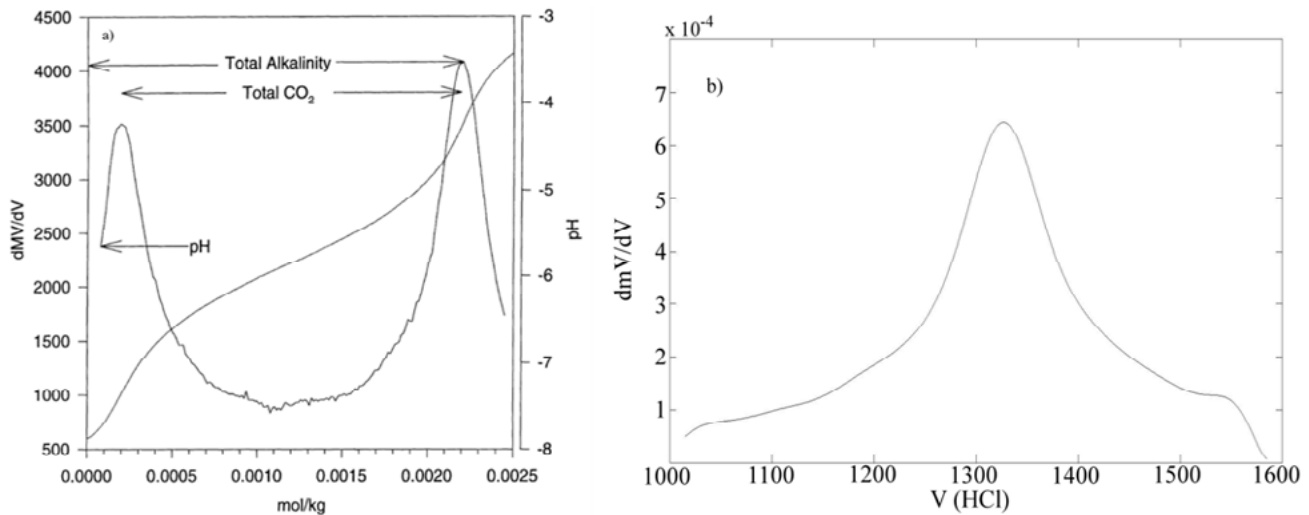 a)
Total Alkalinity
Total CO₂
pH
4500
4000
3500
3000
2500
2000
1500
1000
500
dMV/dV
-3
-4
-5
-6
-7
-8
pH
0.0000 0.0005 0.0010 0.0015 0.0020 0.0025
mol/kg
x 10⁻⁴
b)
7
6
5
4
3
2
1
dmV/dV
1000 1100 1200 1300 1400 1500 1600
V (HCl)